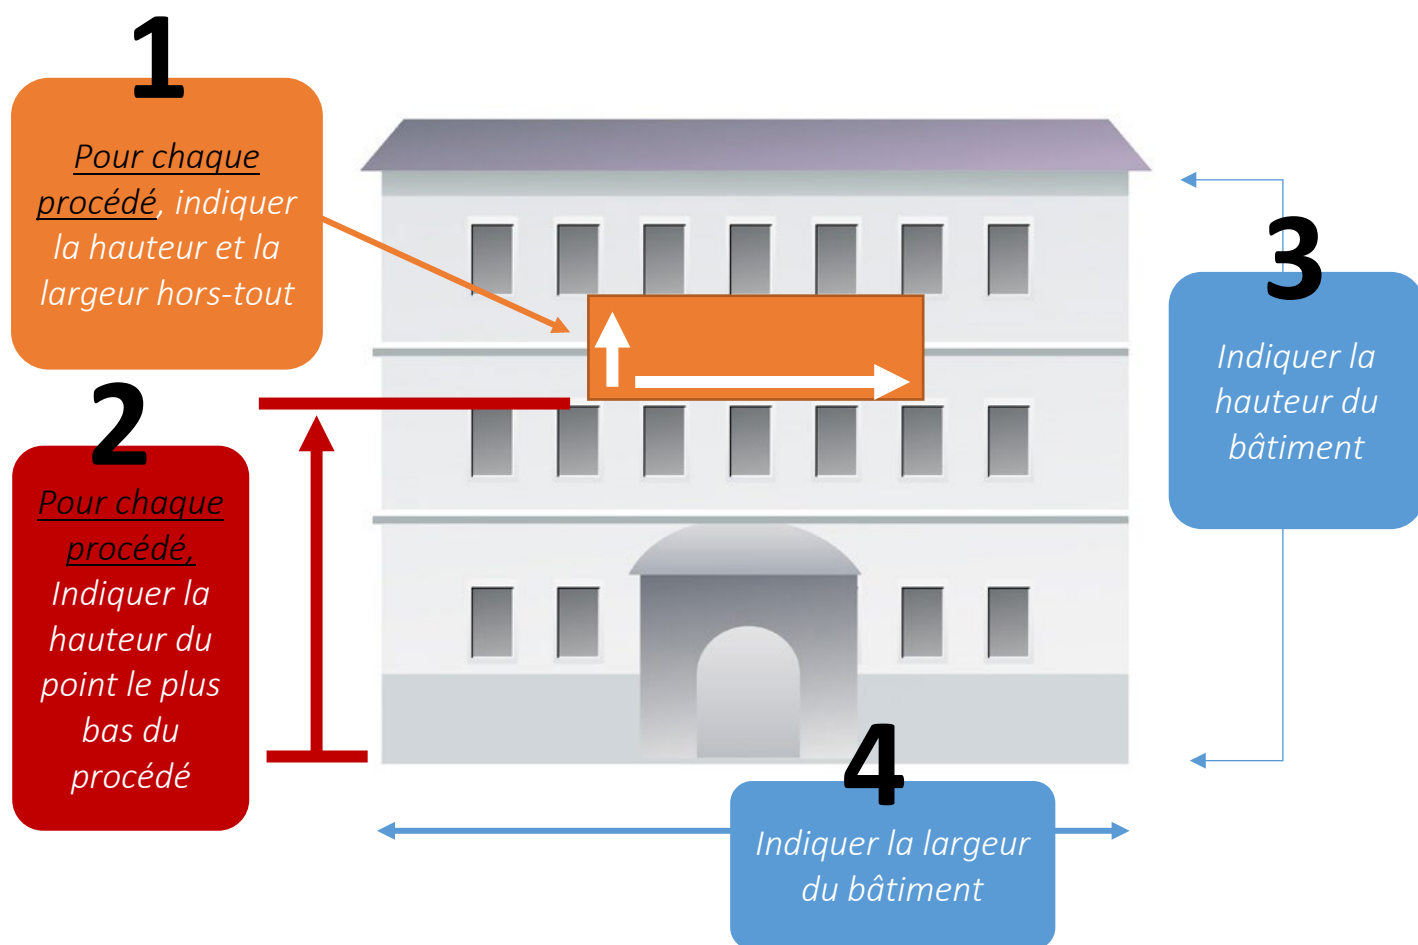 1
Pour chaque
procédé, indiquer
la hauteur et la
largeur hors-tout
2
Pour chaque
procédé,
Indiquer la
hauteur du
point le plus
bas du
procédé
3
Indiquer la
hauteur du
bâtiment
4
Indiquer la largeur
du bâtiment